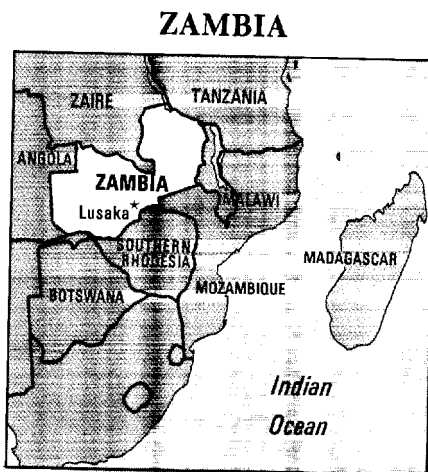 ZAMBIA
ZAIRE
TANZANIA
ANGOLA
ZAMBIA
MALAWI
Lusaka
SOUTHERN
RHODESIA
MADAGASCAR
BOTSWANA
MOZAMBIQUE
Indian
Ocean